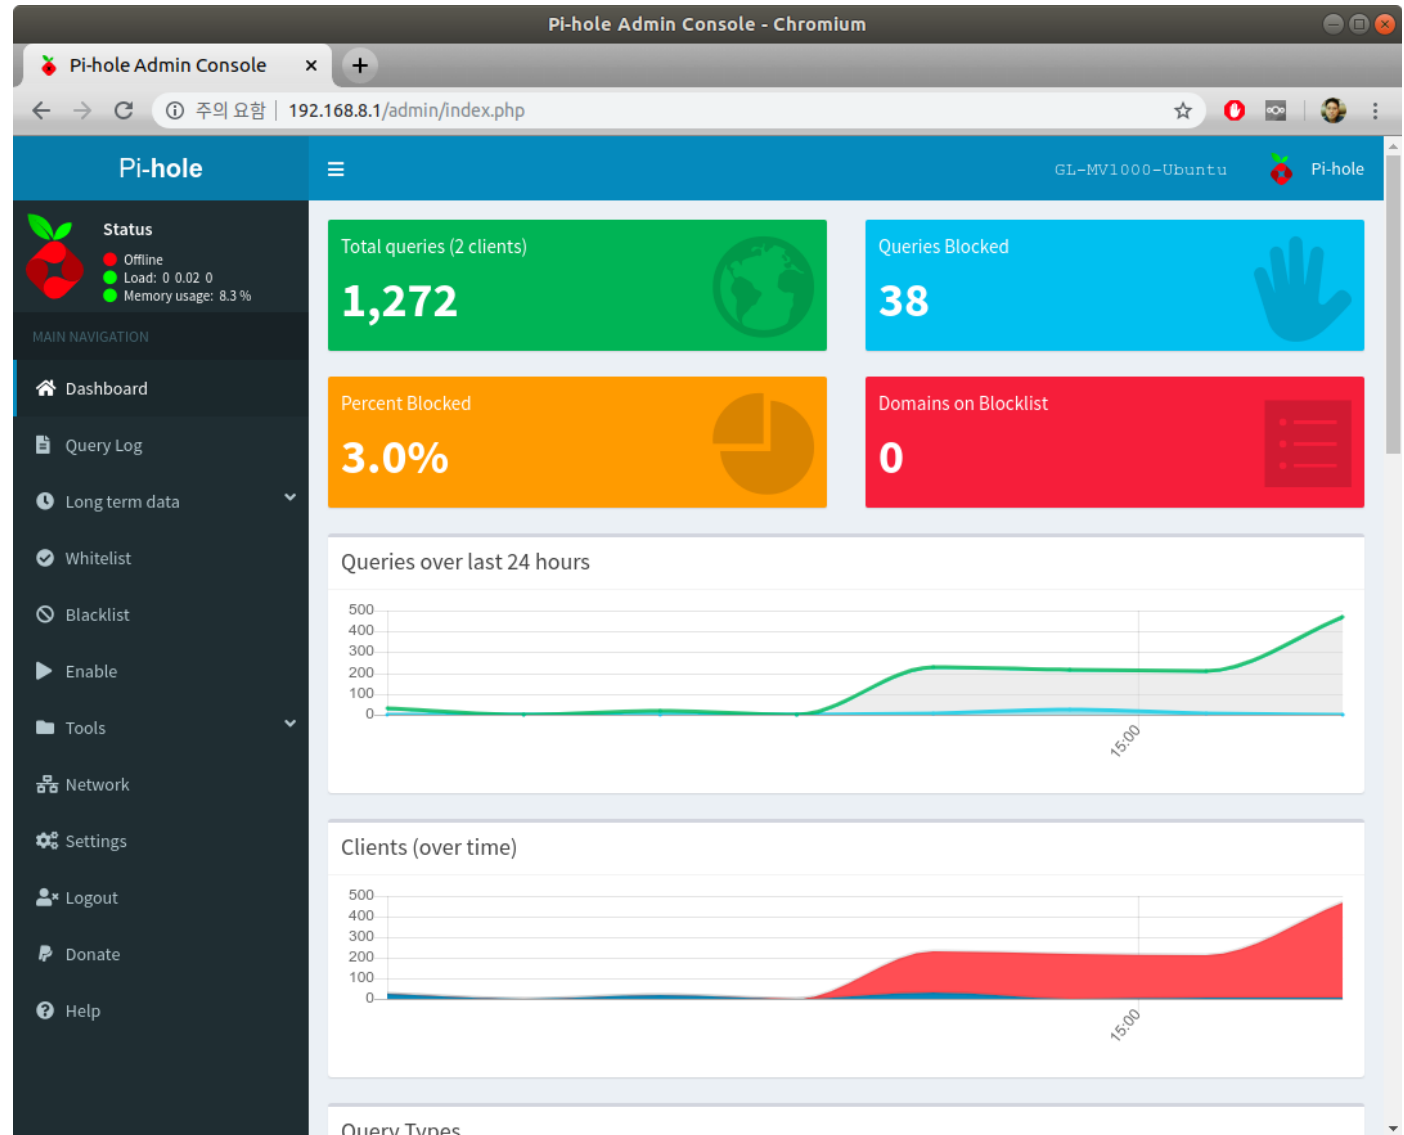 Pi-hole Admin Console - Chromium
Pi-hole Admin Console
주의 요함 192.168.8.1/admin/index.php
Pi-hole
GL-MV1000-Ubuntu
Pi-hole
Status
Offline
Load: 0 0.02 0
Memory usage: 8.3 %
MAIN NAVIGATION
Dashboard
Query Log
Long term data
Whitelist
Blacklist
Enable
Tools
Network
Settings
Logout
Donate
Help
Total queries (2 clients)
1,272
Queries Blocked
38
Percent Blocked
3.0%
Domains on Blocklist
0
Queries over last 24 hours
500
400
300
200
100
0
15:00
Clients (over time)
500
400
300
200
100
0
15:00
Query Types